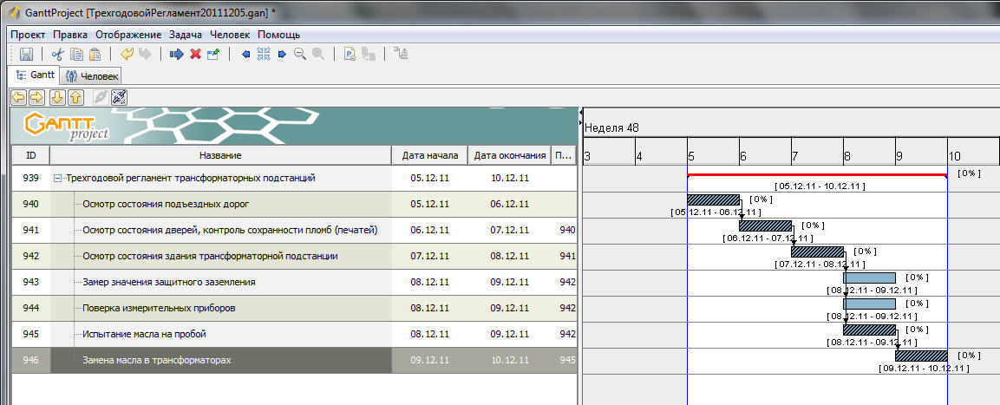 GanttProject [ТрехгодовойРегламент20111205.gan] *
Проект Правка Отображение Задача Человек Помощь
Gantt Человек
GANTT project
Неделя 48
3 4 5 6 7 8 9 10
ID Название Дата начала Дата окончания П...
939 Трехгодовой регламент трансформаторных подстанций 05.12.11 10.12.11 [0%]
[05.12.11 - 10.12.11]
940 Осмотр состояния подъездных дорог 05.12.11 06.12.11 [0%]
[05.12.11 - 06.12.11]
941 Осмотр состояния дверей, контроль сохранности пломб (печатей) 06.12.11 07.12.11 940 [0%]
[06.12.11 - 07.12.11]
942 Осмотр состояния здания трансформаторной подстанции 07.12.11 08.12.11 941 [0%]
[07.12.11 - 08.12.11]
943 Замер значения защитного заземления 08.12.11 09.12.11 942 [0%]
[08.12.11 - 09.12.11]
944 Поверка измерительных приборов 08.12.11 09.12.11 942 [0%]
[08.12.11 - 09.12.11]
945 Испытание масла на пробой 08.12.11 09.12.11 942 [0%]
[08.12.11 - 09.12.11]
946 Замена масла в трансформаторах 09.12.11 10.12.11 945 [0%]
[09.12.11 - 10.12.11]